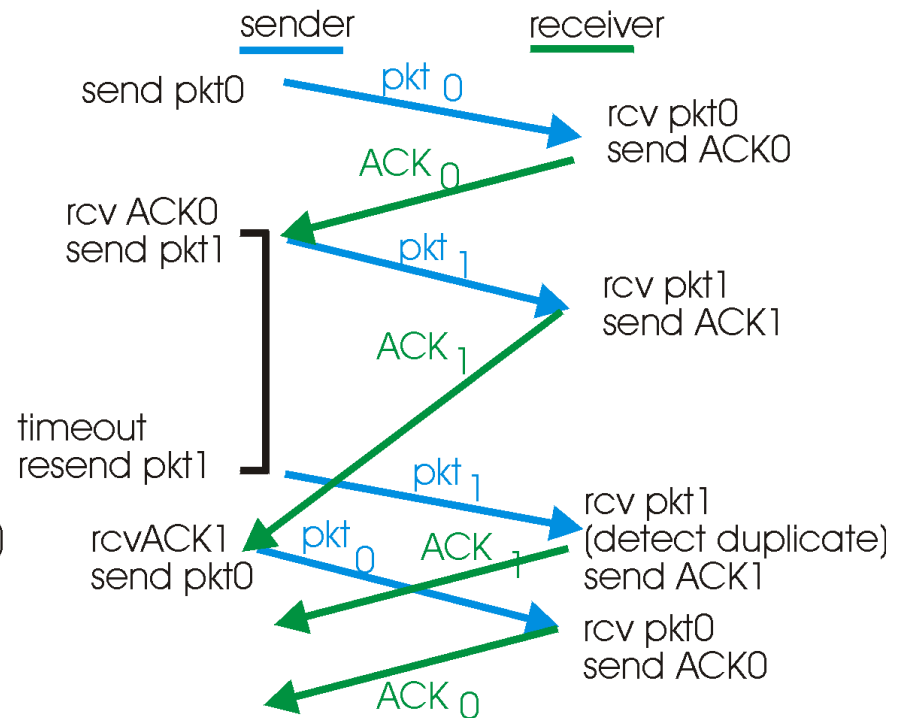 sender
receiver
send pkt0
pkt 0
rcv pkt0
send ACK0
ACK 0
rcv ACK0
send pkt1
pkt 1
rcv pkt1
send ACK1
ACK 1
timeout
resend pkt1
pkt 1
rcv pkt1
(detect duplicate)
send ACK1
rcvACK1
send pkt0
pkt 0
ACK 1
rcv pkt0
send ACK0
ACK 0
)